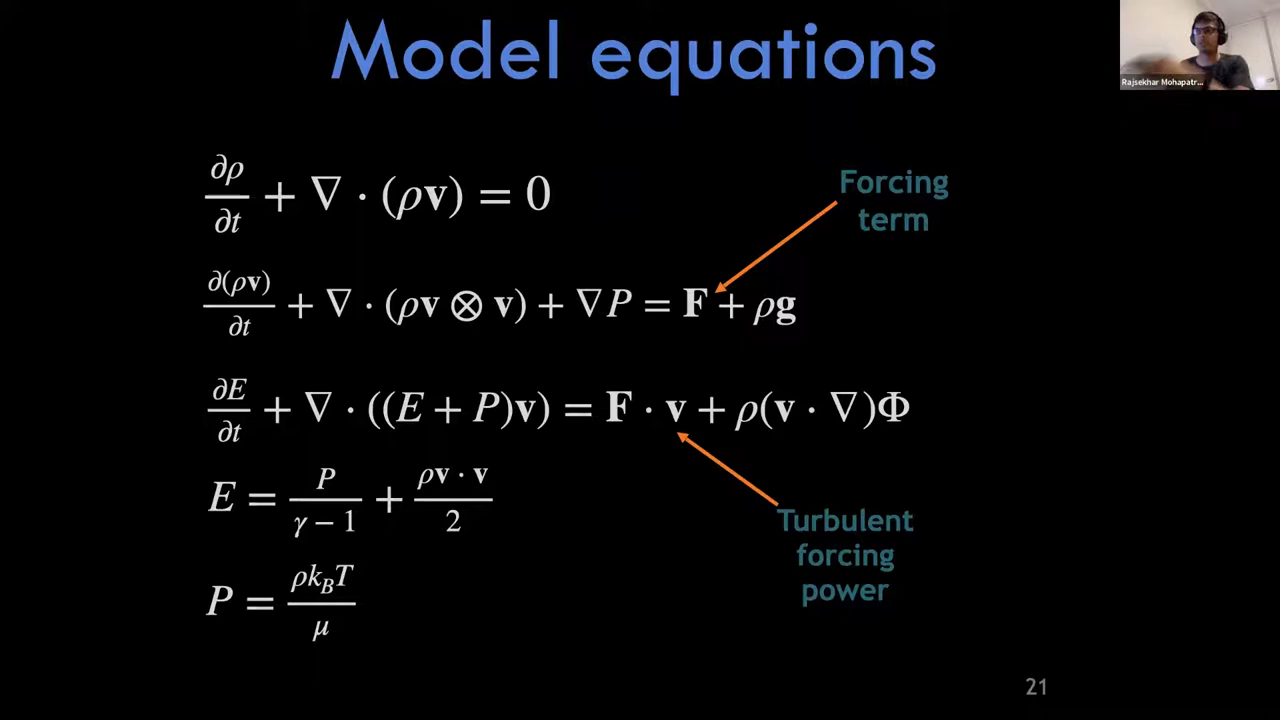 Model equations
Rajsekhar Mohapatr...
∂ρ/∂t + ∇ · (ρv) = 0
Forcing
term
∂(ρv)/∂t + ∇ · (ρv ⊗ v) + ∇P = F + ρg
∂E/∂t + ∇ · ((E + P)v) = F · v + ρ(v · ∇)Φ
E = P/(γ − 1) + ρv · v/2
Turbulent
forcing
power
P = ρk_BT/μ
21